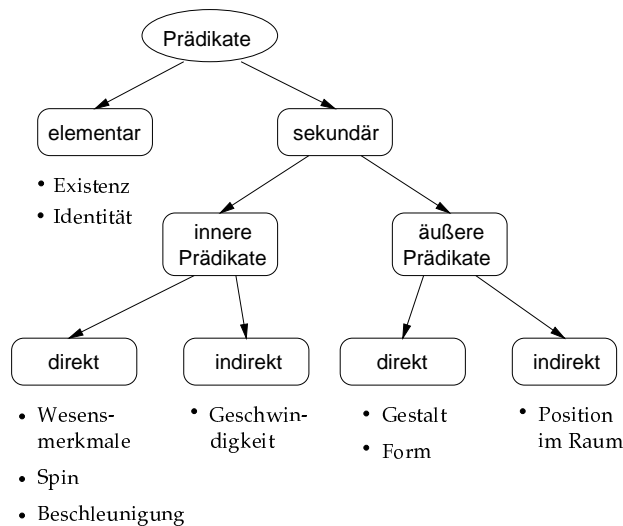 Prädikate
elementar
sekundär
• Existenz
• Identität
innere
Prädikate
äußere
Prädikate
direkt
indirekt
direkt
indirekt
• Wesens-
merkmale
• Spin
• Beschleunigung
• Geschwin-
digkeit
• Gestalt
• Form
• Position
im Raum